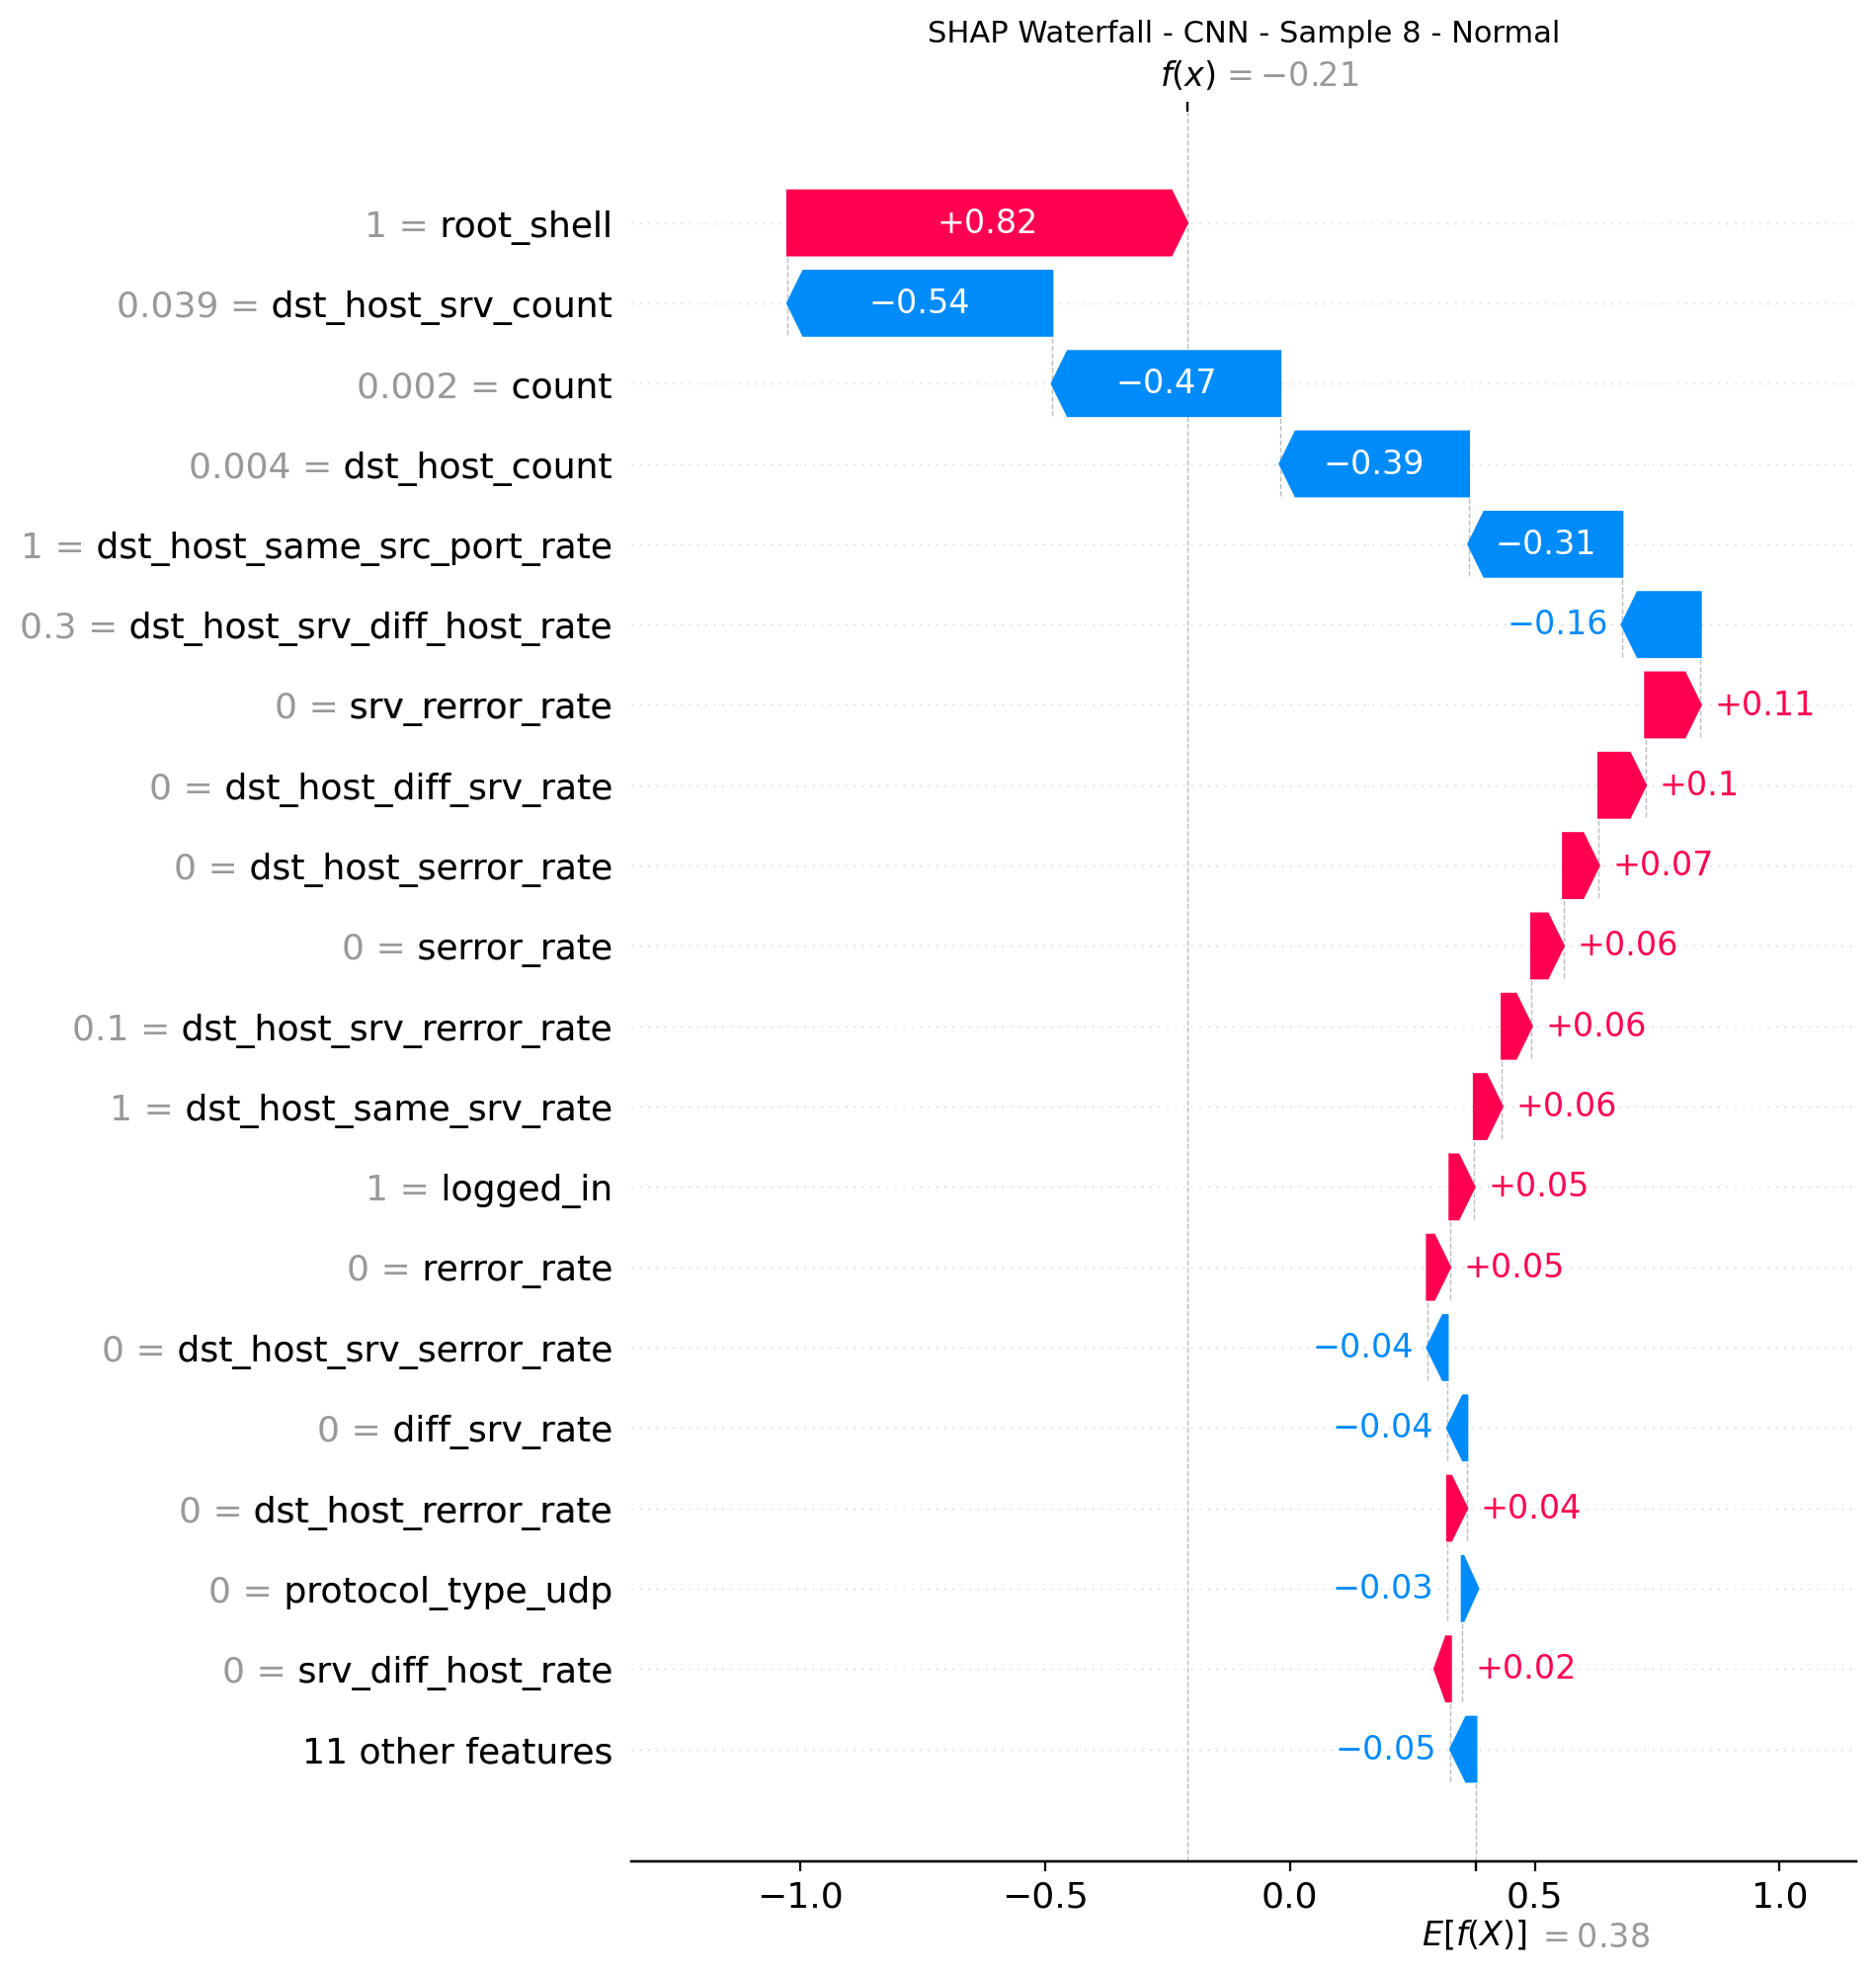 SHAP Waterfall - CNN - Sample 8 - Normal
f(x) = −0.21
1 = root_shell +0.82
0.039 = dst_host_srv_count −0.54
0.002 = count −0.47
0.004 = dst_host_count −0.39
1 = dst_host_same_src_port_rate −0.31
0.3 = dst_host_srv_diff_host_rate −0.16
0 = srv_rerror_rate +0.11
0 = dst_host_diff_srv_rate +0.1
0 = dst_host_serror_rate +0.07
0 = serror_rate +0.06
0.1 = dst_host_srv_rerror_rate +0.06
1 = dst_host_same_srv_rate +0.06
1 = logged_in +0.05
0 = rerror_rate +0.05
0 = dst_host_srv_serror_rate −0.04
0 = diff_srv_rate −0.04
0 = dst_host_rerror_rate +0.04
0 = protocol_type_udp −0.03
0 = srv_diff_host_rate +0.02
11 other features −0.05
−1.0 −0.5 0.0 0.5 1.0
E[f(X)] = 0.38